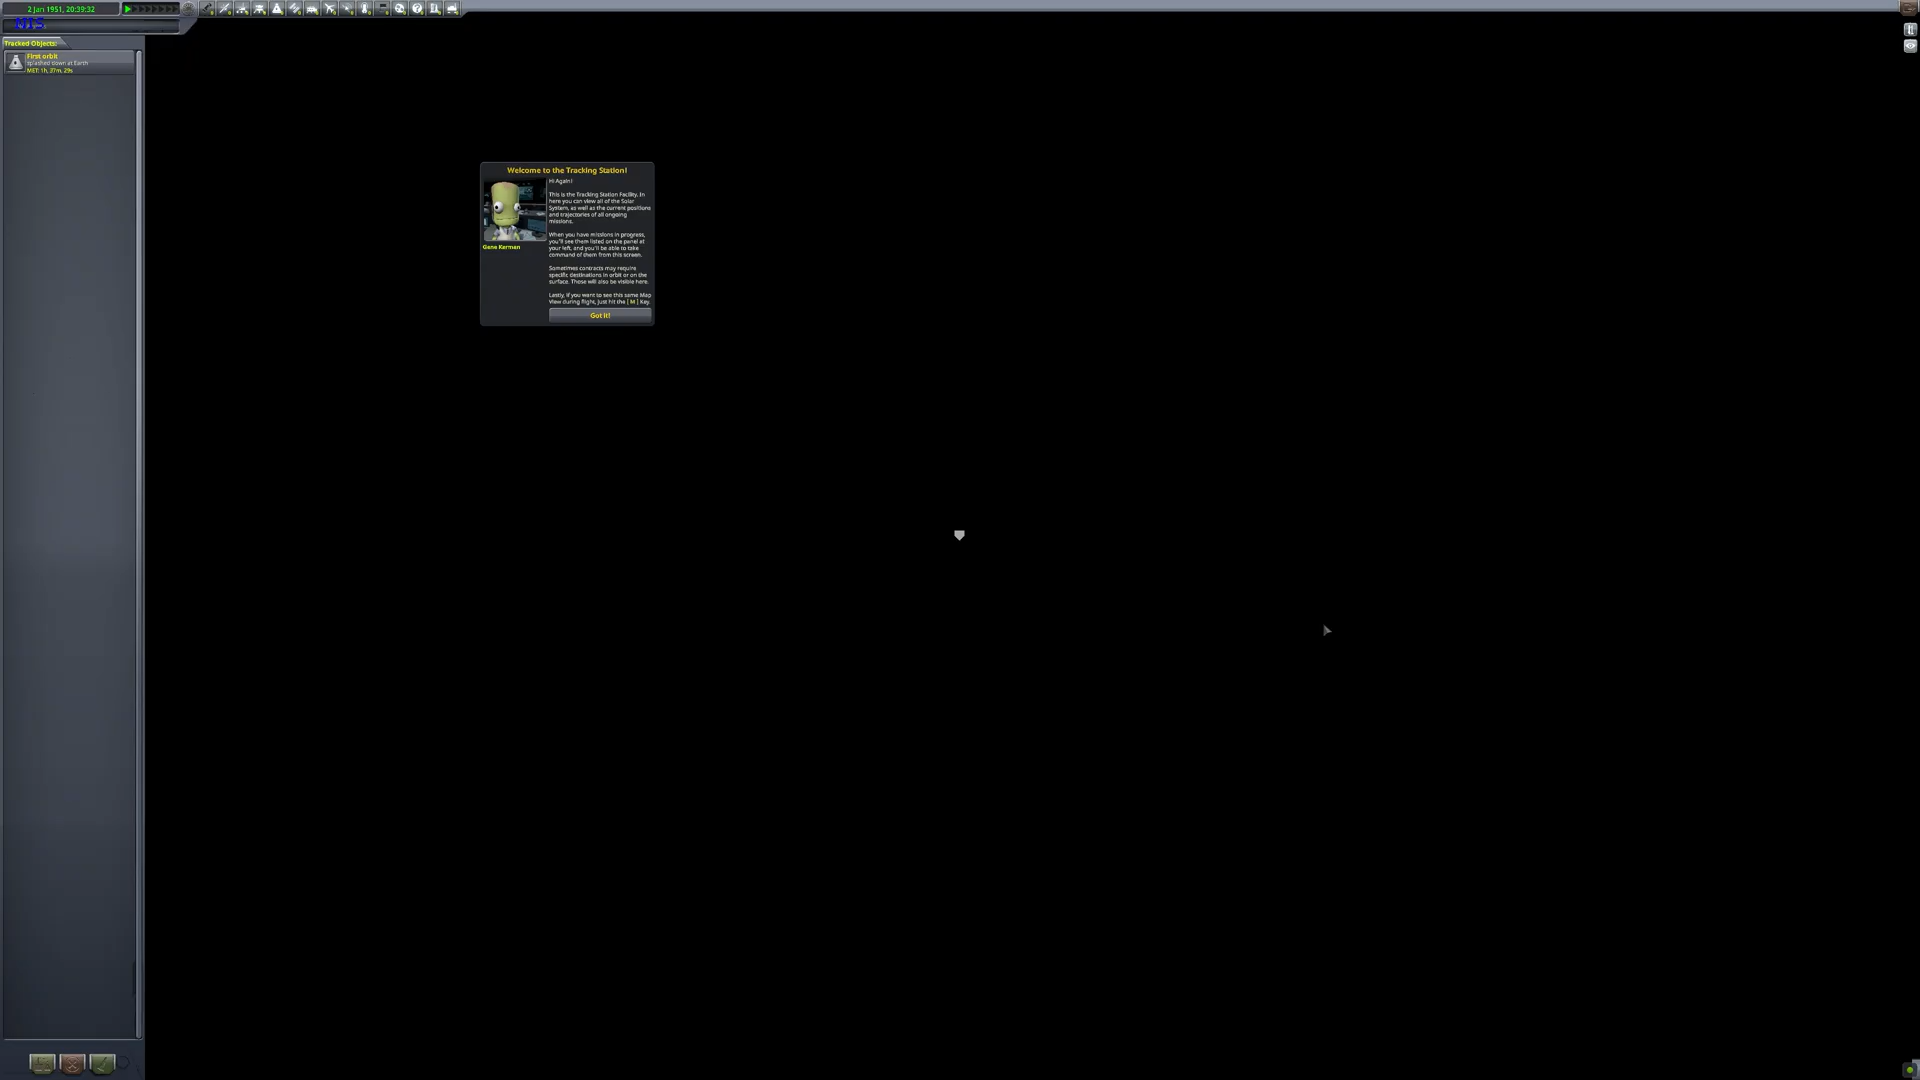 2 Jan 1951, 20:39:32
Tracked Objects:
First orbit
splashed down at Earth
MET: 1h, 37m, 29s
Welcome to the Tracking Station!
Hi Again!
This is the Tracking Station Facility. In
here you can view all of the Solar
System, as well as the current positions
and trajectories of all ongoing
missions.
When you have missions in progress,
you'll see them listed on the panel at
your left, and you'll be able to take
command of them from this screen.
Sometimes contracts may require
specific destinations in orbit or on the
surface. Those will also be visible here.
Lastly, if you want to see this same Map
View during flight, just hit the [ M ] Key.
Gene Kerman
Got it!